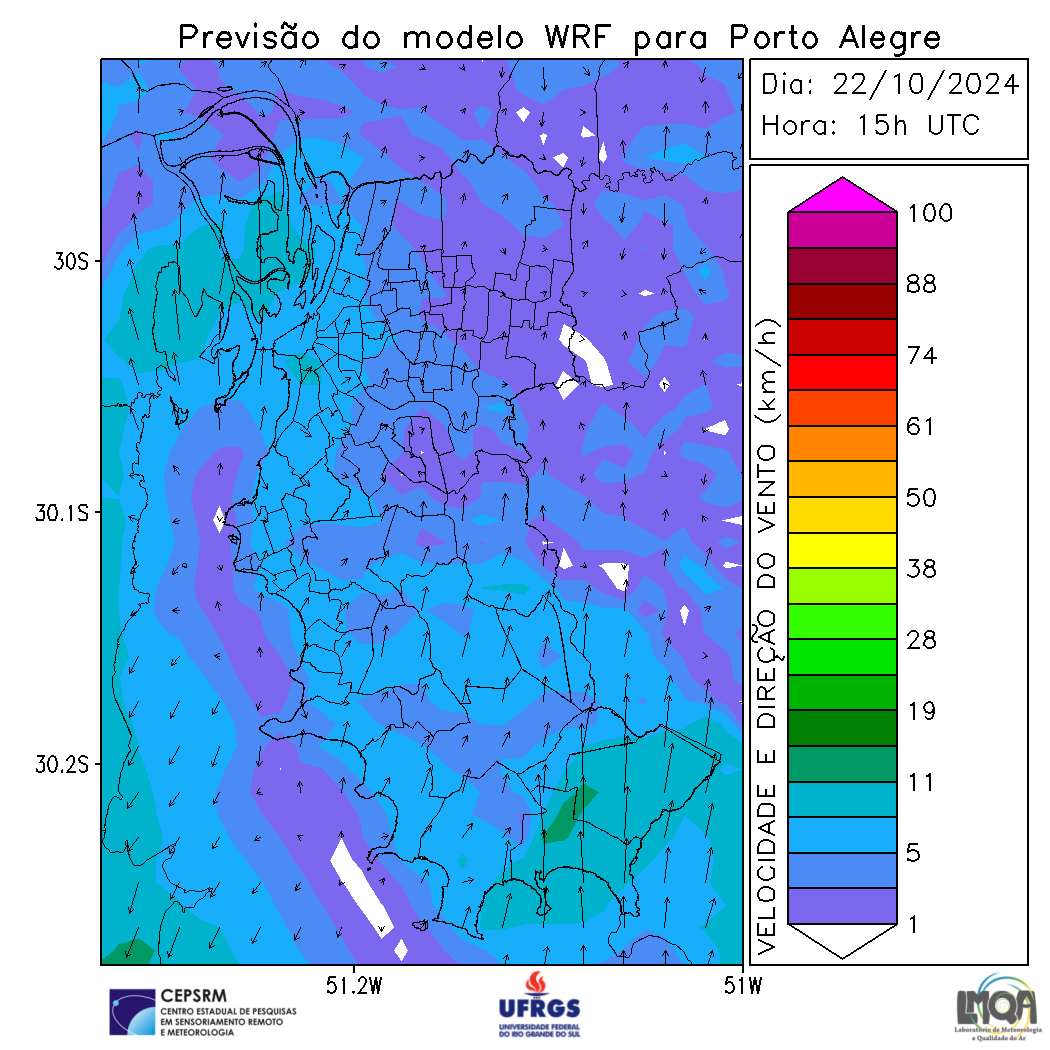 Previsão do modelo WRF para Porto Alegre
Dia: 22/10/2024
Hora: 15h UTC
30S
30.1S
30.2S
51.2W
51W
VELOCIDADE E DIREÇÃO DO VENTO (km/h)
100
88
74
61
50
38
28
19
11
5
1
CEPSRM
CENTRO ESTADUAL DE PESQUISAS
EM SENSORIAMENTO REMOTO
E METEOROLOGIA
UFRGS
UNIVERSIDADE FEDERAL
DO RIO GRANDE DO SUL
LMQA
Laboratório de Meteorologia
e Qualidade do Ar